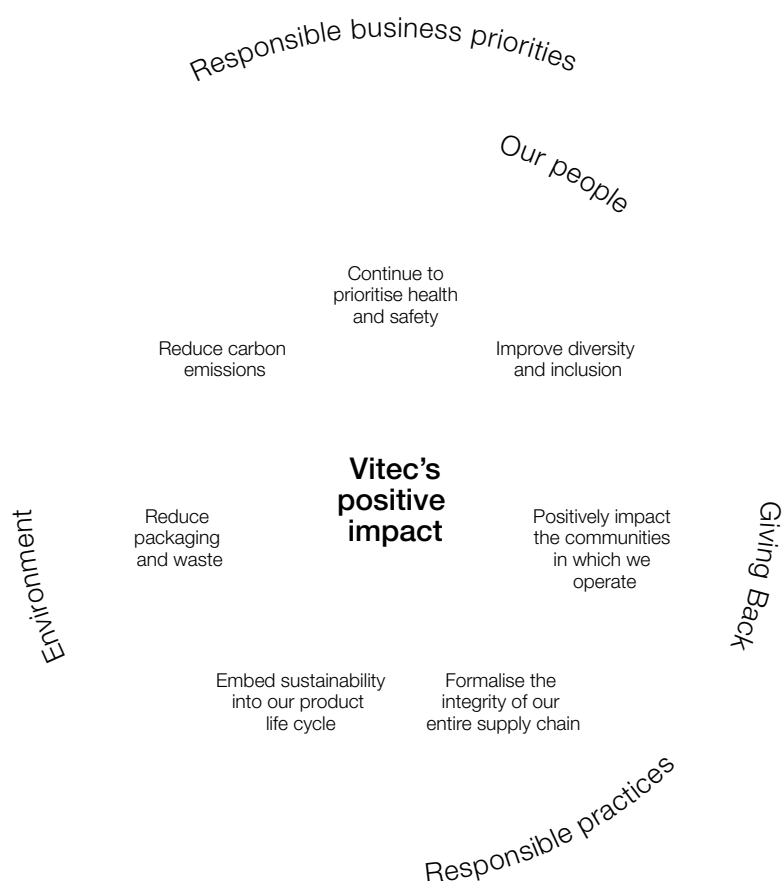 Responsible business priorities
Our people
Continue to
prioritise health
and safety
Reduce carbon
emissions
Improve diversity
and inclusion
Vitec’s
positive
impact
Environment
Reduce
packaging
and waste
Positively impact
the communities
in which we
operate
Giving Back
Embed sustainability
into our product
life cycle
Formalise the
integrity of our
entire supply chain
Responsible practices